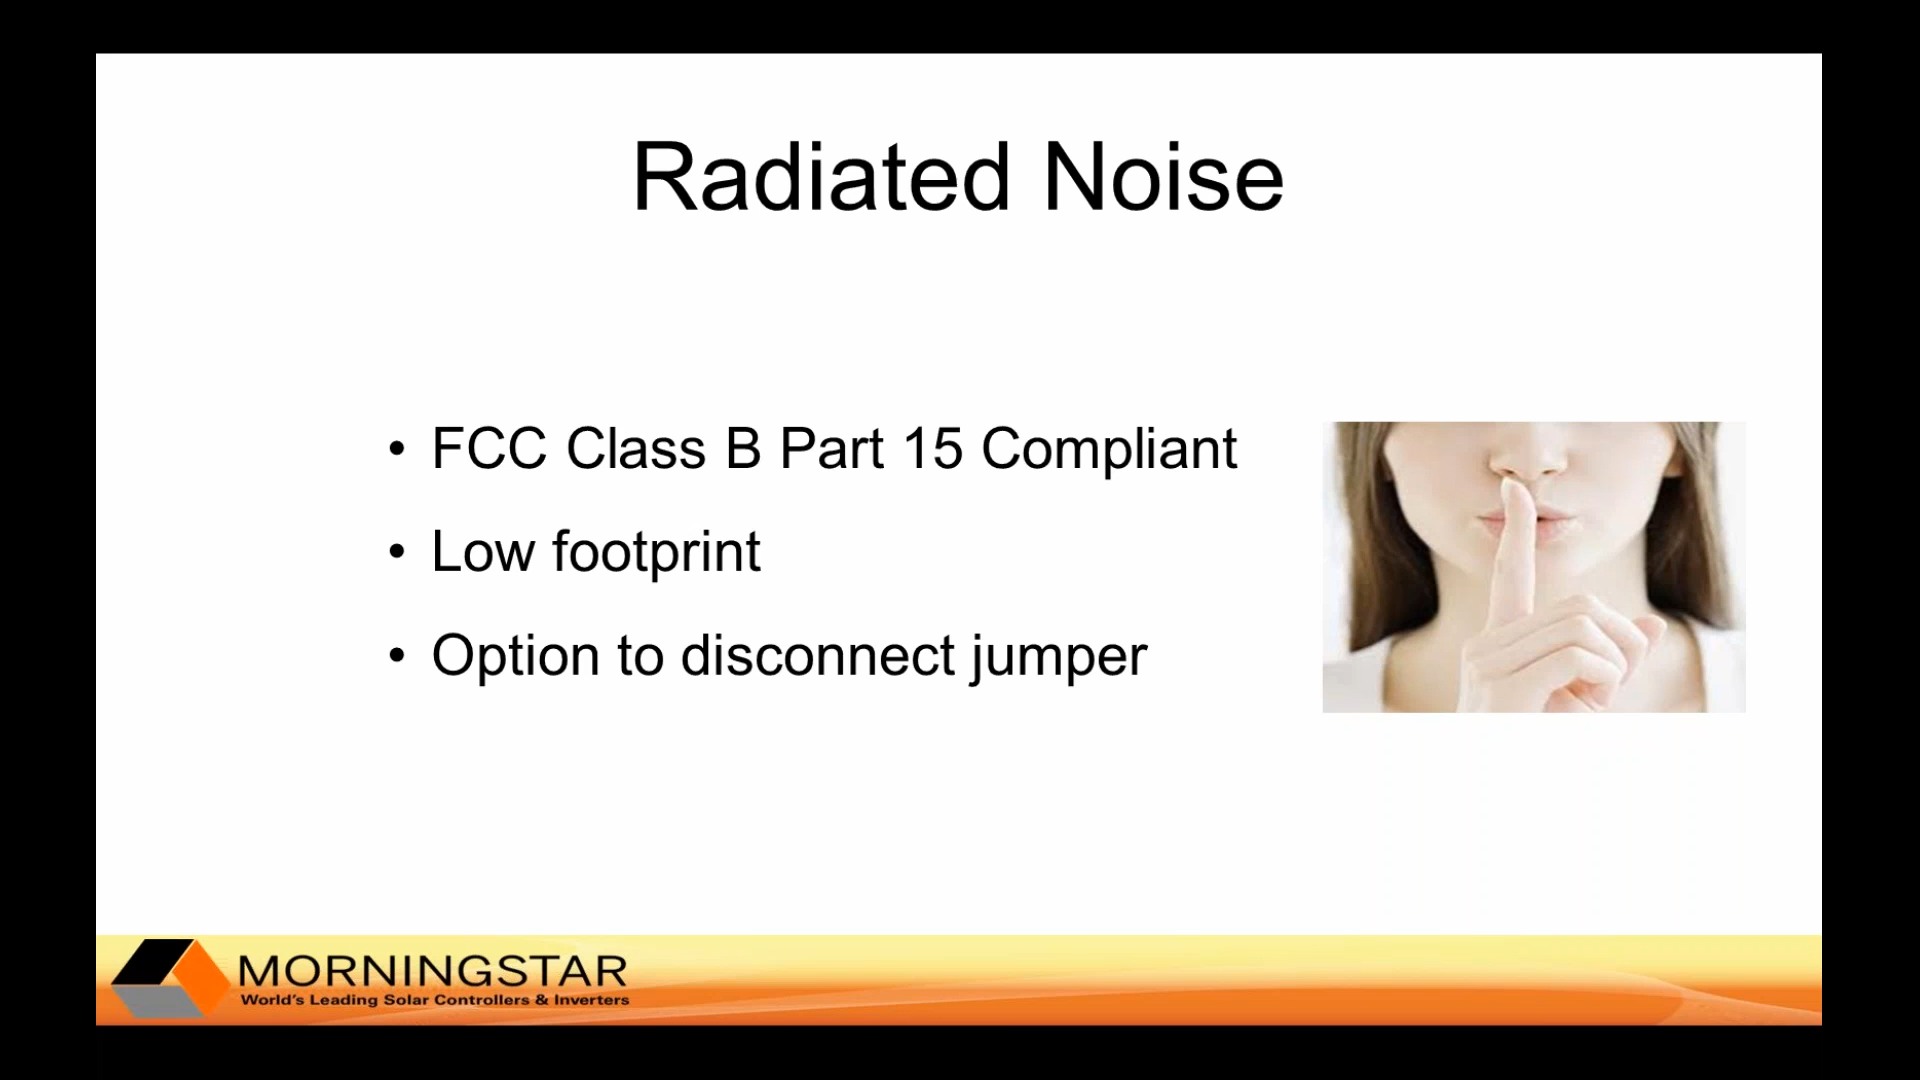 Radiated Noise
• FCC Class B Part 15 Compliant
• Low footprint
• Option to disconnect jumper
MORNINGSTAR
World's Leading Solar Controllers & Inverters